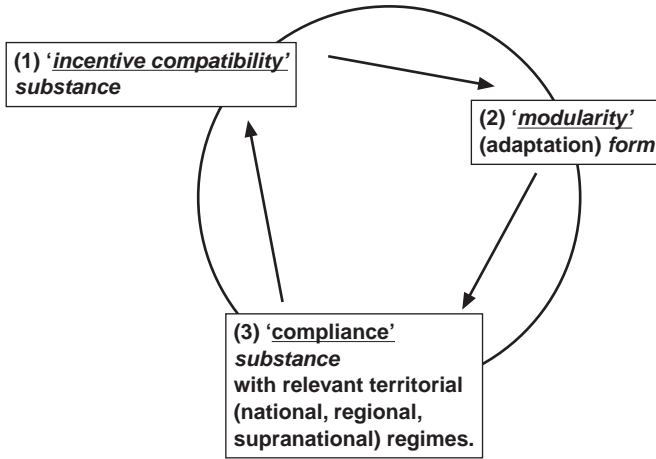 (1) ‘incentive compatibility’
substance
(2) ‘modularity’
(adaptation) form
(3) ‘compliance’
substance
with relevant territorial
(national, regional,
supranational) regimes.